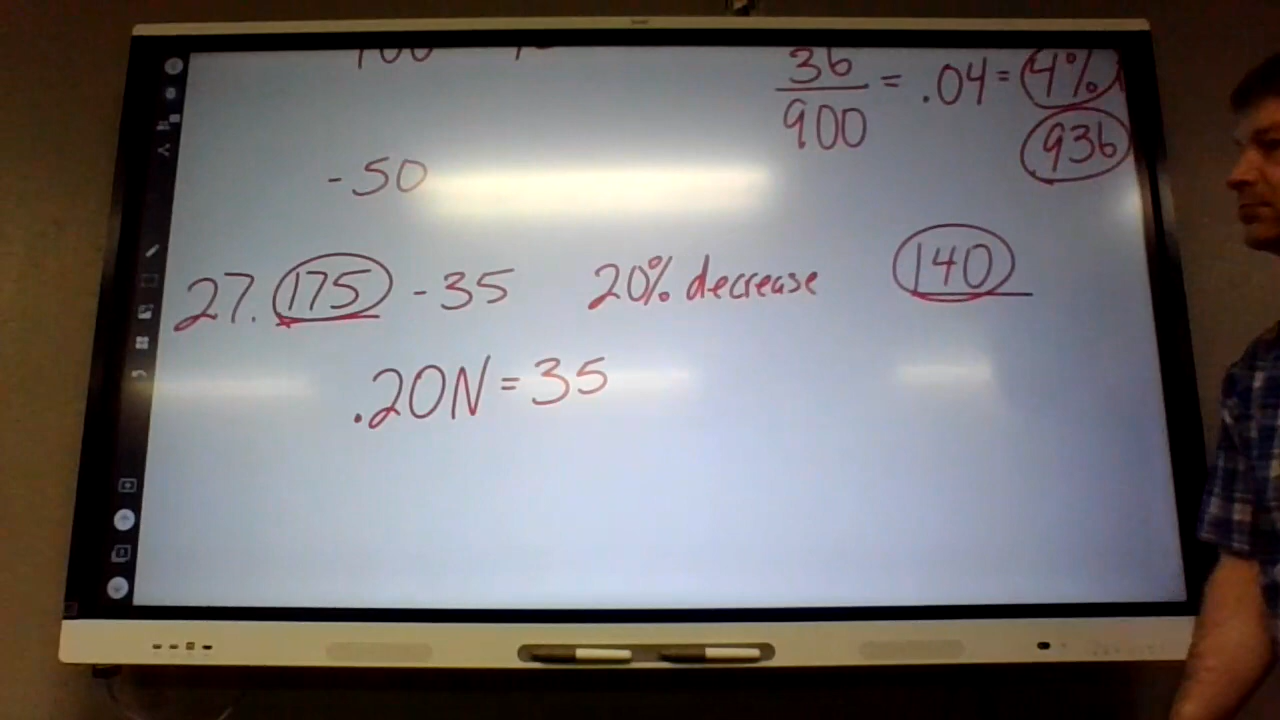 36
900
= .04 = 4%
936
-50
27. 175 -35 20% decrease 140
.20N = 35